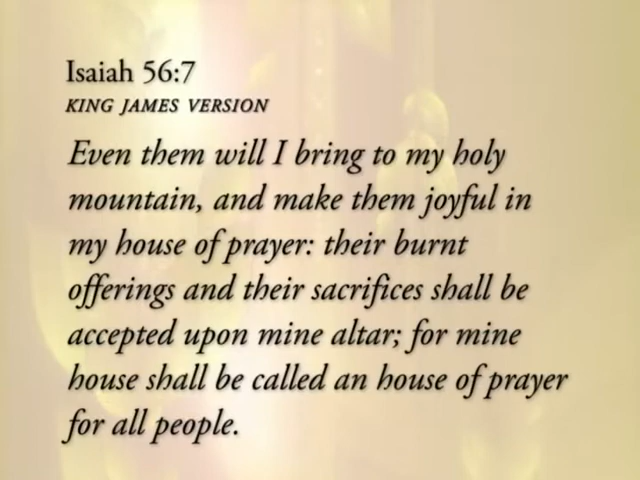 Isaiah 56:7
KING JAMES VERSION
Even them will I bring to my holy
mountain, and make them joyful in
my house of prayer: their burnt
offerings and their sacrifices shall be
accepted upon mine altar; for mine
house shall be called an house of prayer
for all people.